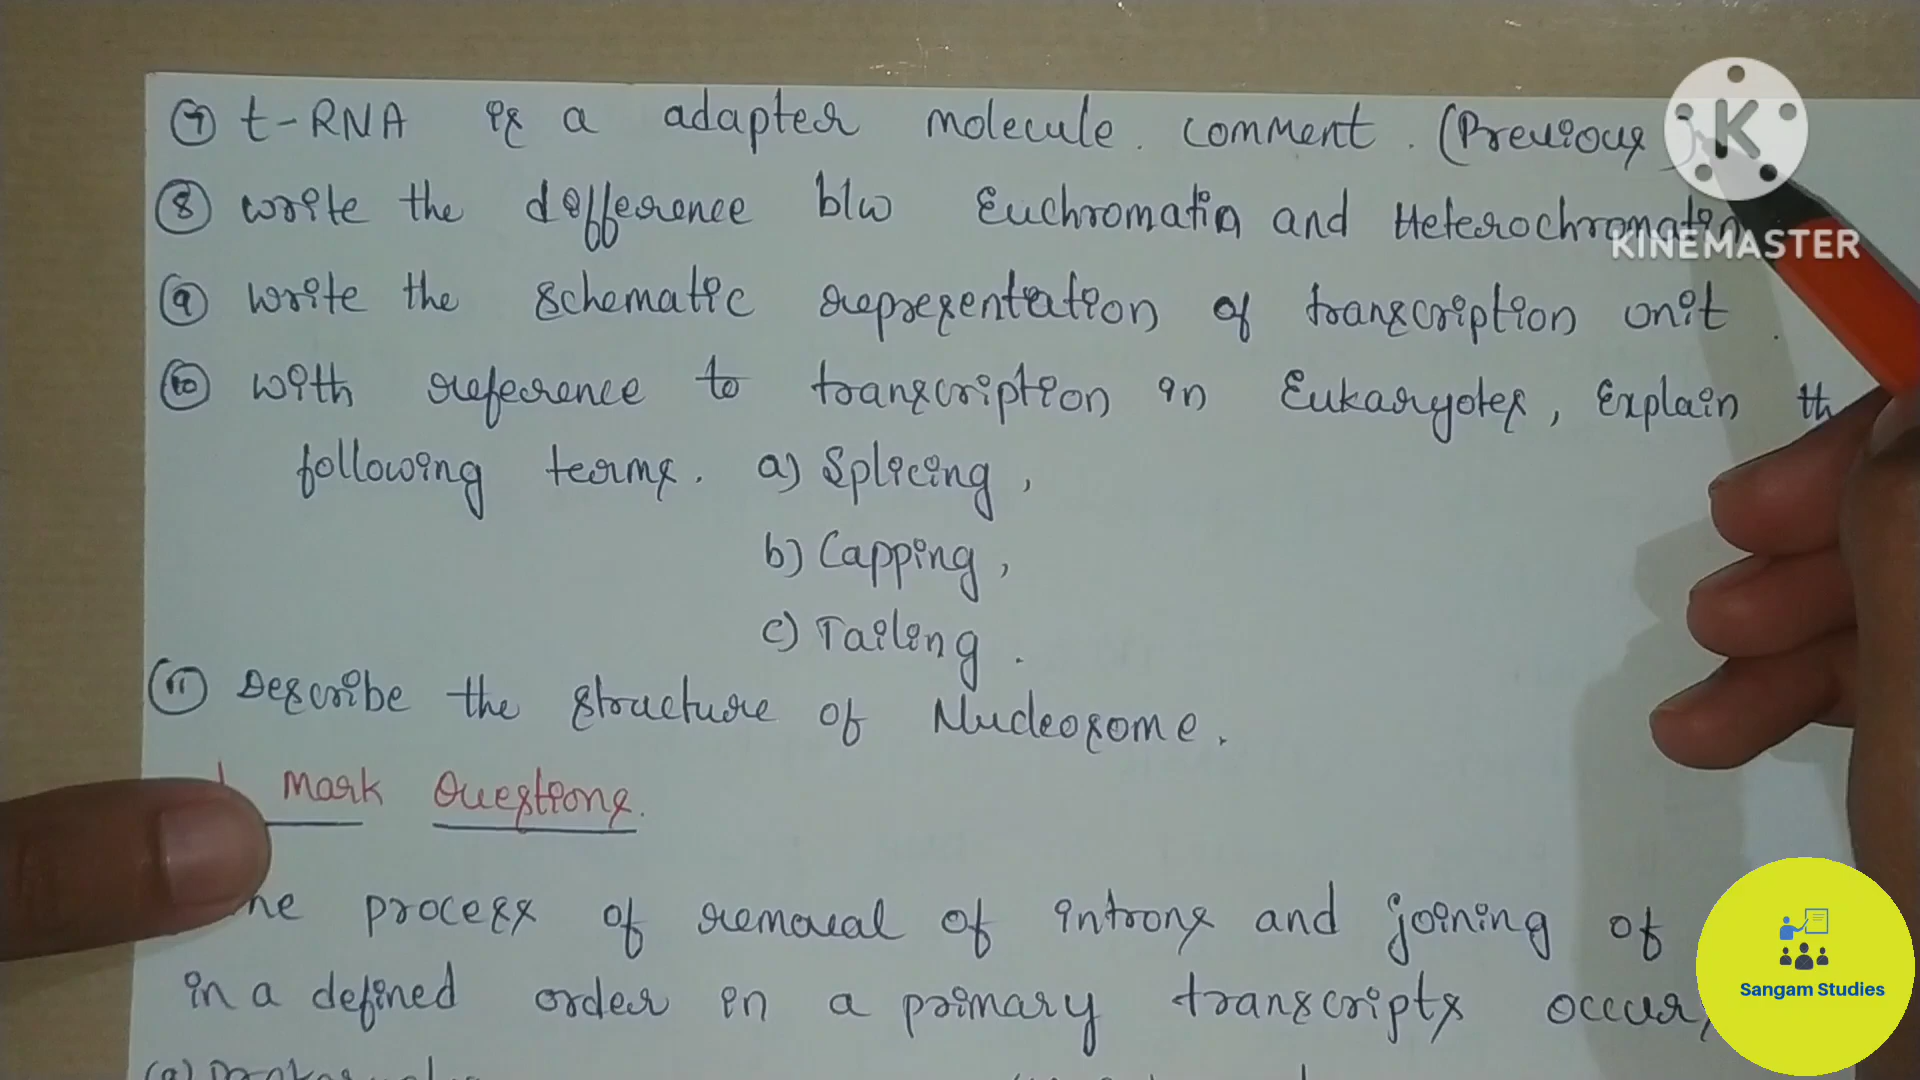 ⑦ t-RNA is a adapter molecule. comment. (Previous)
⑧ write the difference b/w Euchromatin and Heterochromatin
KINEMASTER
⑨ write the schematic representation of transcription unit.
⑩ with reference to transcription in Eukaryotes, Explain th
following terms. a) Splicing,
b) Capping,
c) Tailing.
⑪ Describe the structure of Nucleosome.
Mark Questions.
he process of removal of introns and joining of
in a defined order in a primary transcripts occurs
Sangam Studies